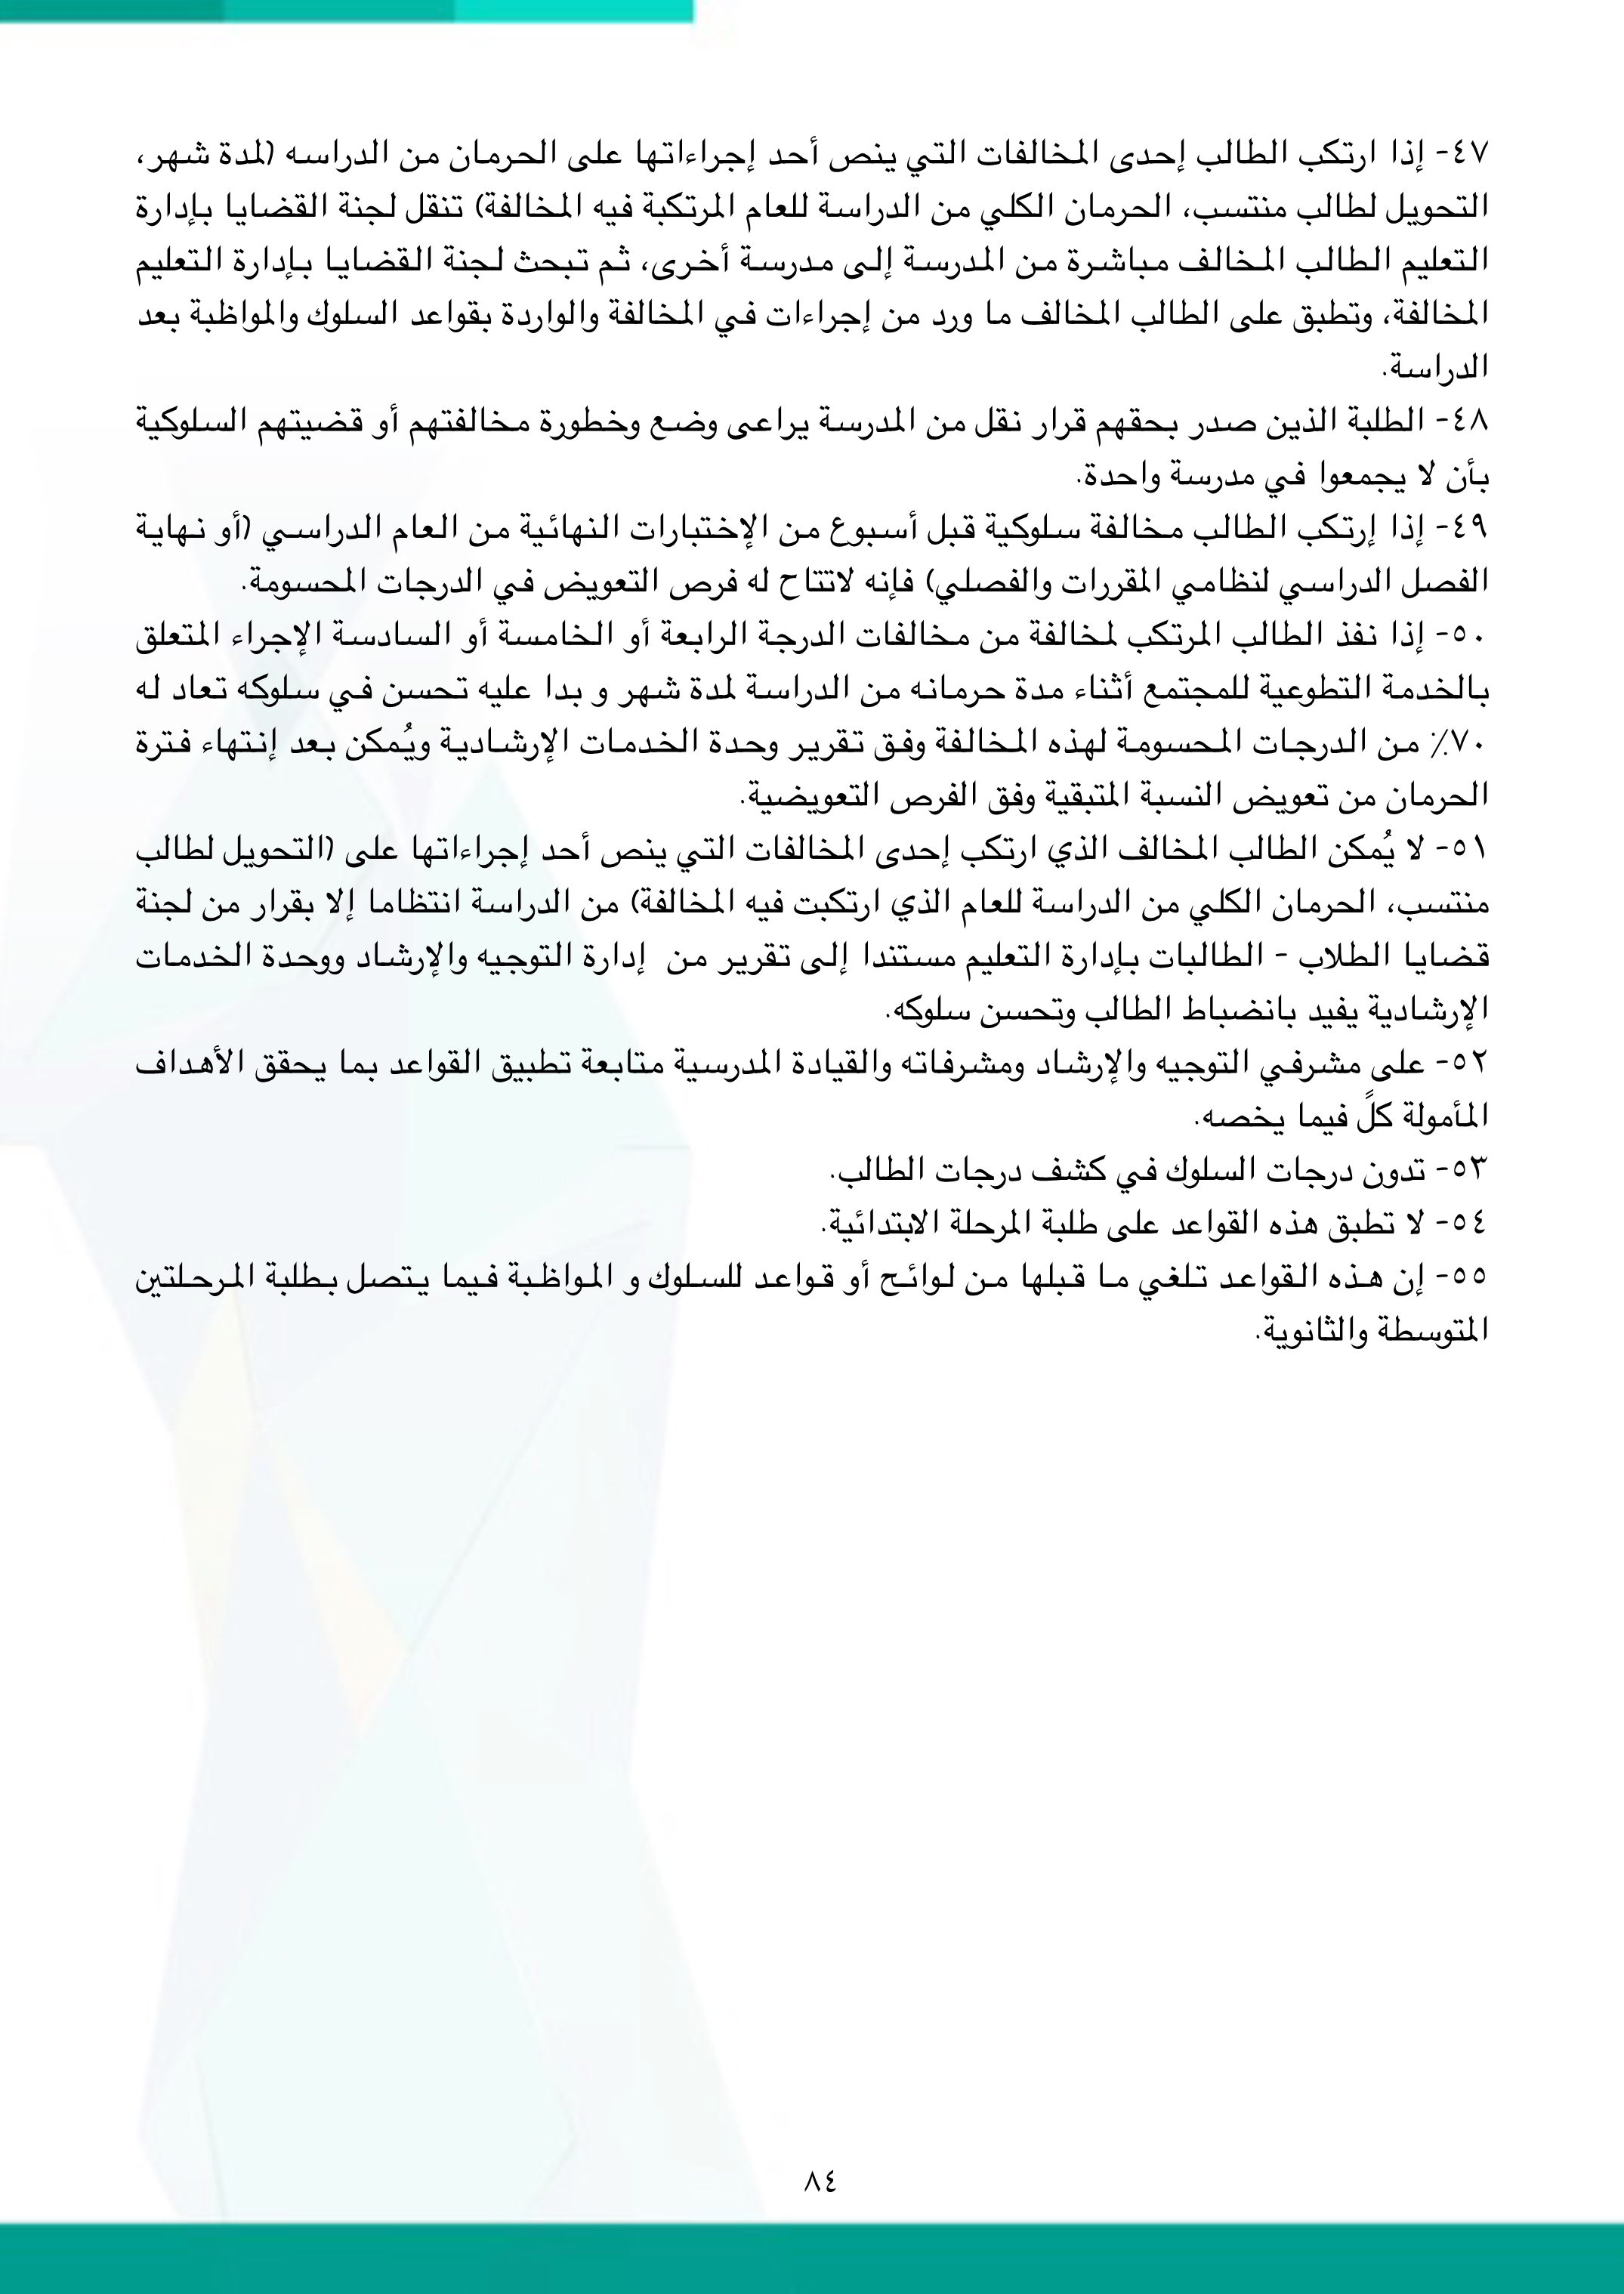 ٤٧- إذا ارتكب الطالب إحدى المخالفات التي ينص أحد إجراءاتها على الحرمان من الدراسه (لمدة شهر،
التحويل لطالب منتسب، الحرمان الكلي من الدراسة للعام المرتكبة فيه المخالفة) تنقل لجنة القضايا بإدارة
التعليم الطالب المخالف مباشرة من المدرسة إلى مدرسة أخرى، ثم تبحث لجنة القضايا بإدارة التعليم
المخالفة، وتطبق على الطالب المخالف ما ورد من إجراءات في المخالفة والواردة بقواعد السلوك والمواظبة بعد
الدراسة.
٤٨- الطلبة الذين صدر بحقهم قرار نقل من المدرسة يراعى وضع وخطورة مخالفتهم أو قضيتهم السلوكية
بأن لا يجمعوا في مدرسة واحدة.
٤٩- إذا إرتكب الطالب مخالفة سلوكية قبل أسبوع من الإختبارات النهائية من العام الدراسي (أو نهاية
الفصل الدراسي لنظامي المقررات والفصلي) فإنه لاتتاح له فرص التعويض في الدرجات المحسومة.
٥٠- إذا نفذ الطالب المرتكب لمخالفة من مخالفات الدرجة الرابعة أو الخامسة أو السادسة الإجراء المتعلق
بالخدمة التطوعية للمجتمع أثناء مدة حرمانه من الدراسة لمدة شهر و بدا عليه تحسن في سلوكه تعاد له
٧٠٪ من الدرجات المحسومة لهذه المخالفة وفق تقرير وحدة الخدمات الإرشادية ويُمكن بعد إنتهاء فترة
الحرمان من تعويض النسبة المتبقية وفق الفرص التعويضية.
٥١- لا يُمكن الطالب المخالف الذي ارتكب إحدى المخالفات التي ينص أحد إجراءاتها على (التحويل لطالب
منتسب، الحرمان الكلي من الدراسة للعام الذي ارتكبت فيه المخالفة) من الدراسة انتظاما إلا بقرار من لجنة
قضايا الطلاب - الطالبات بإدارة التعليم مستندا إلى تقرير من إدارة التوجيه والإرشاد ووحدة الخدمات
الإرشادية يفيد بانضباط الطالب وتحسن سلوكه.
٥٢- على مشرفي التوجيه والإرشاد ومشرفاته والقيادة المدرسية متابعة تطبيق القواعد بما يحقق الأهداف
المأمولة كلًّ فيما يخصه.
٥٣- تدون درجات السلوك في كشف درجات الطالب.
٥٤- لا تطبق هذه القواعد على طلبة المرحلة الابتدائية.
٥٥- إن هذه القواعد تلغي ما قبلها من لوائح أو قواعد للسلوك و المواظبة فيما يتصل بطلبة المرحلتين
المتوسطة والثانوية.
٨٤